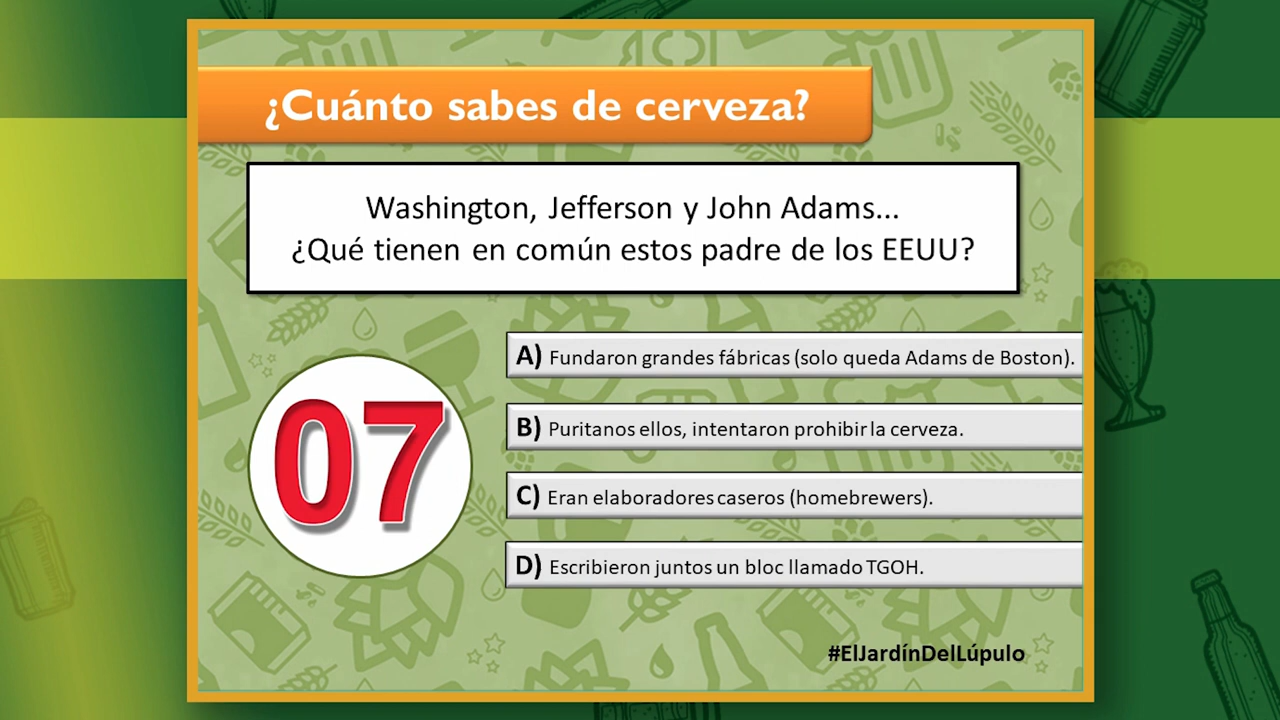 ¿Cuánto sabes de cerveza?
Washington, Jefferson y John Adams...
¿Qué tienen en común estos padre de los EEUU?
07
A) Fundaron grandes fábricas (solo queda Adams de Boston).
B) Puritanos ellos, intentaron prohibir la cerveza.
C) Eran elaboradores caseros (homebrewers).
D) Escribieron juntos un bloc llamado TGOH.
#ElJardínDelLúpulo